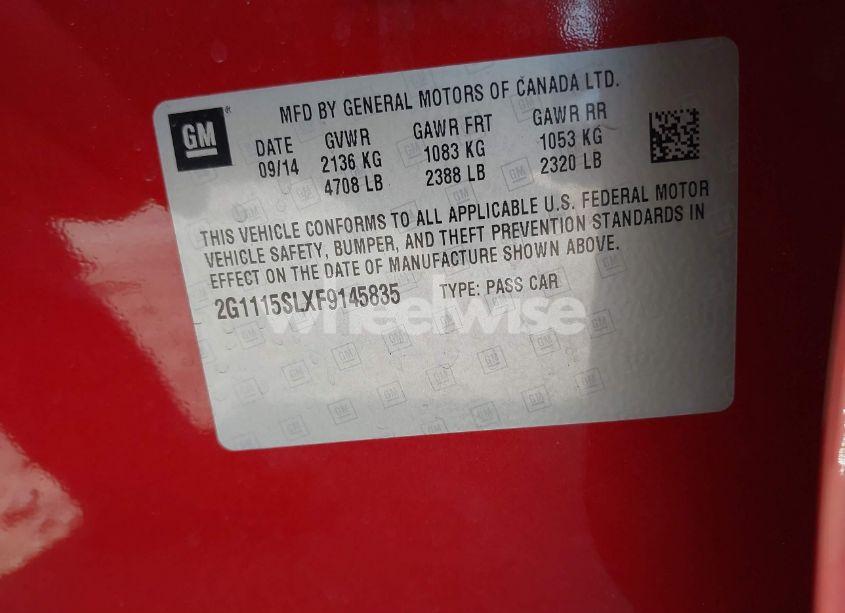 MFD BY GENERAL MOTORS OF CANADA LTD.
GM
DATE GVWR GAWR FRT GAWR RR
09/14 2136 KG 1083 KG 1053 KG
4708 LB 2388 LB 2320 LB
THIS VEHICLE CONFORMS TO ALL APPLICABLE U.S. FEDERAL MOTOR
VEHICLE SAFETY, BUMPER, AND THEFT PREVENTION STANDARDS IN
EFFECT ON THE DATE OF MANUFACTURE SHOWN ABOVE.
2G1115SLXF9145835 TYPE: PASS CAR
wheelwise